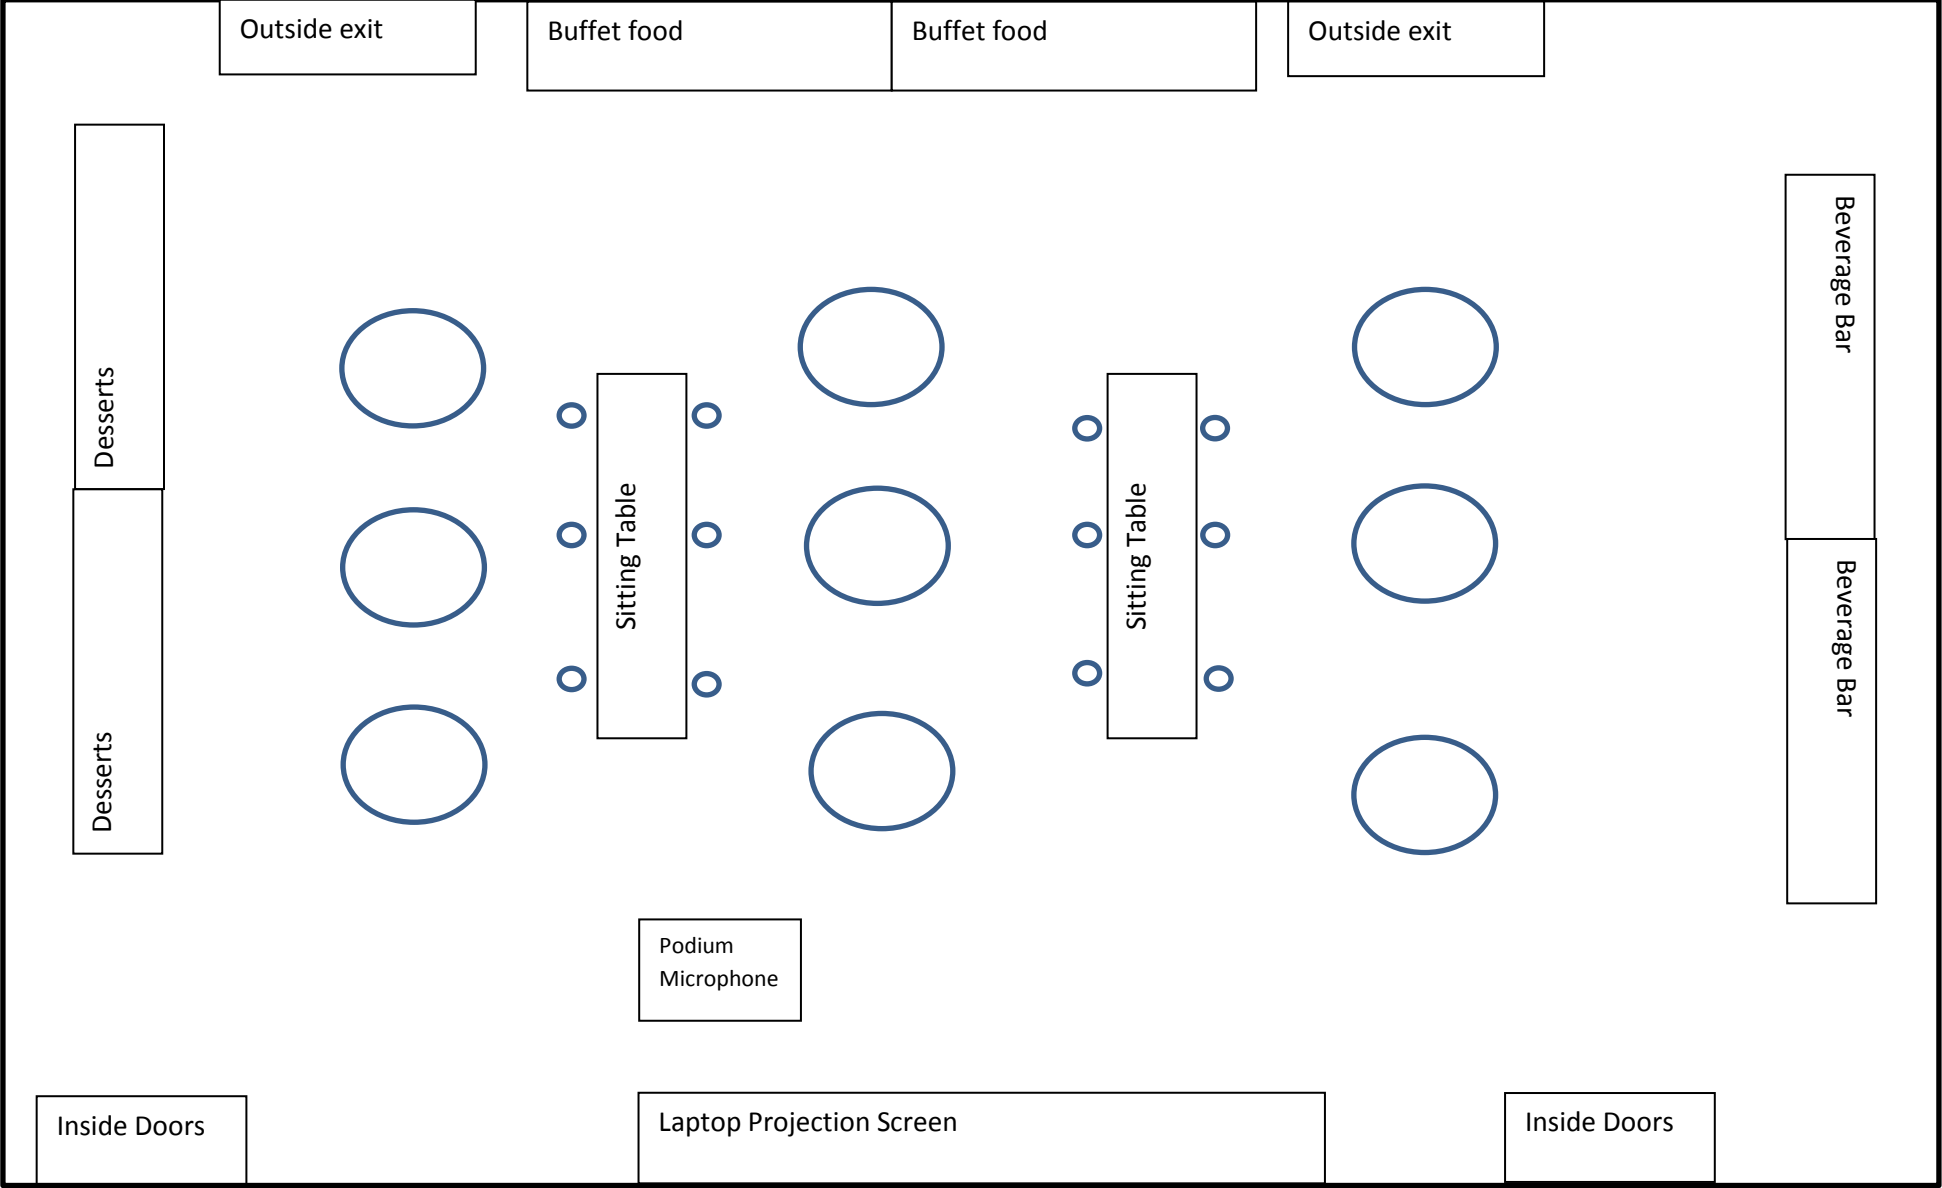 Outside exit
Buffet food
Buffet food
Outside exit
Desserts
Desserts
Sitting Table
Sitting Table
Beverage Bar
Beverage Bar
Podium
Microphone
Inside Doors
Laptop Projection Screen
Inside Doors